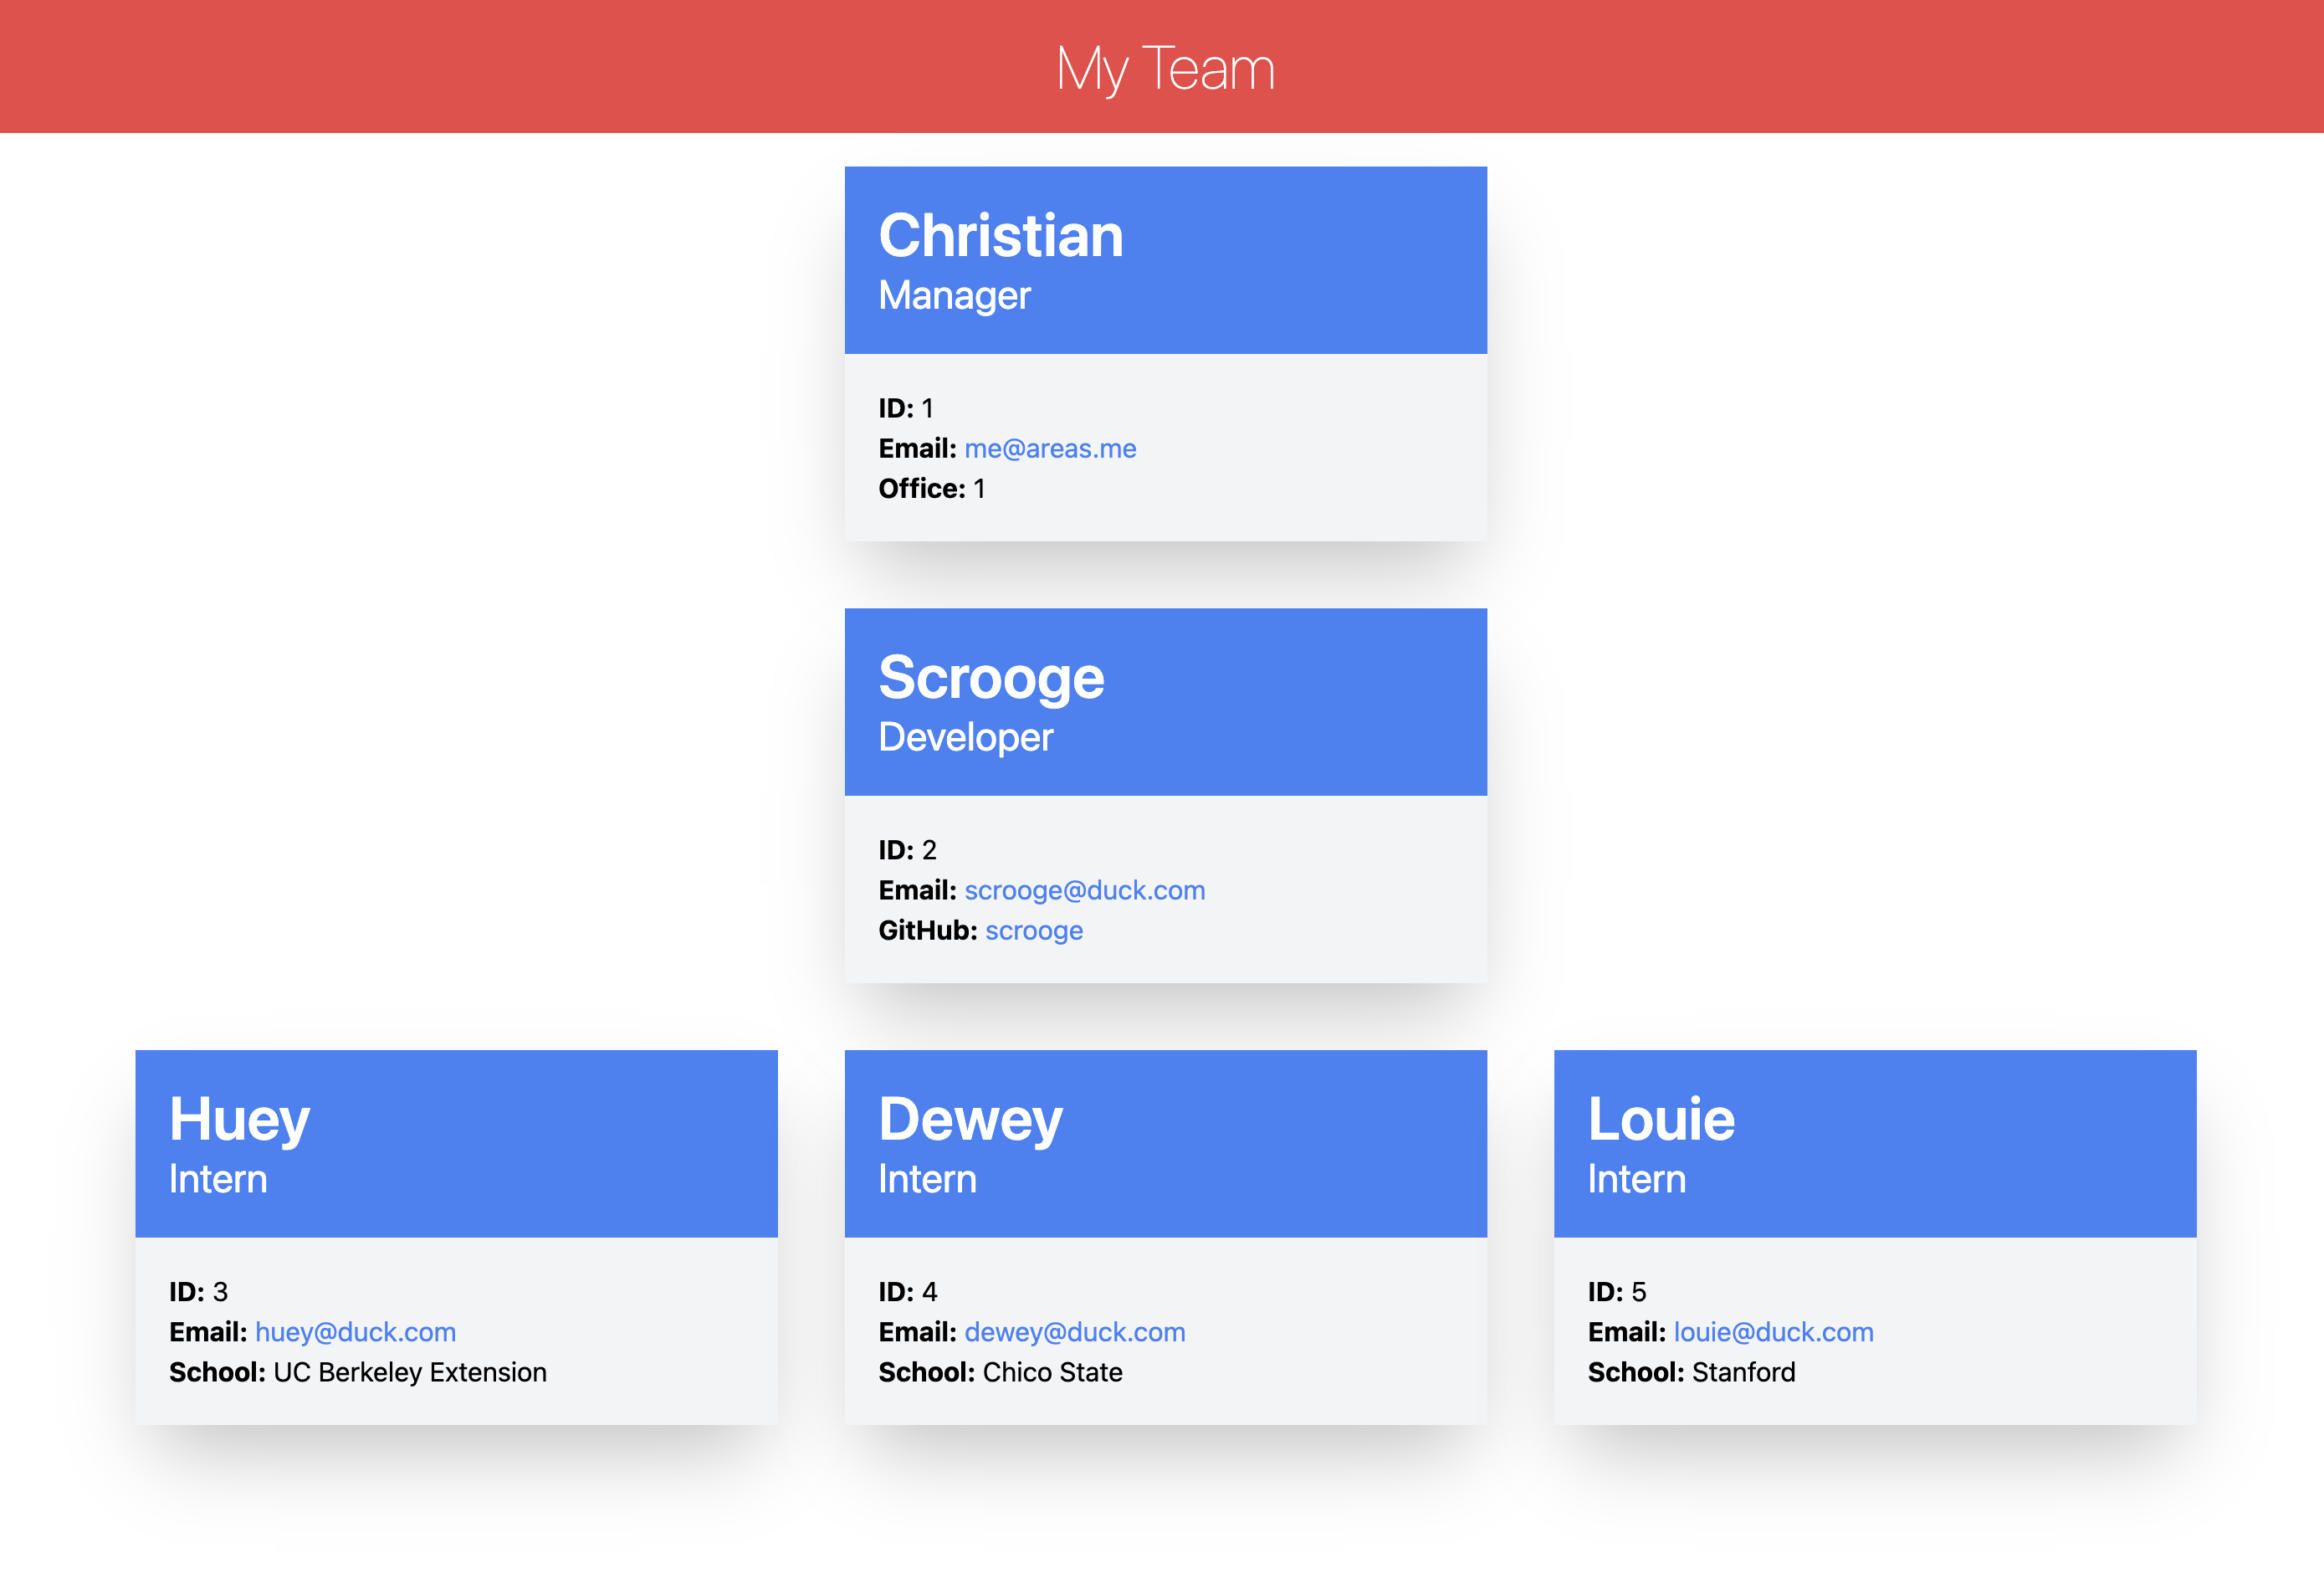 My Team
Christian
Manager
ID: 1
Email: me@areas.me
Office: 1
Scrooge
Developer
ID: 2
Email: scrooge@duck.com
GitHub: scrooge
Huey
Intern
ID: 3
Email: huey@duck.com
School: UC Berkeley Extension
Dewey
Intern
ID: 4
Email: dewey@duck.com
School: Chico State
Louie
Intern
ID: 5
Email: louie@duck.com
School: Stanford